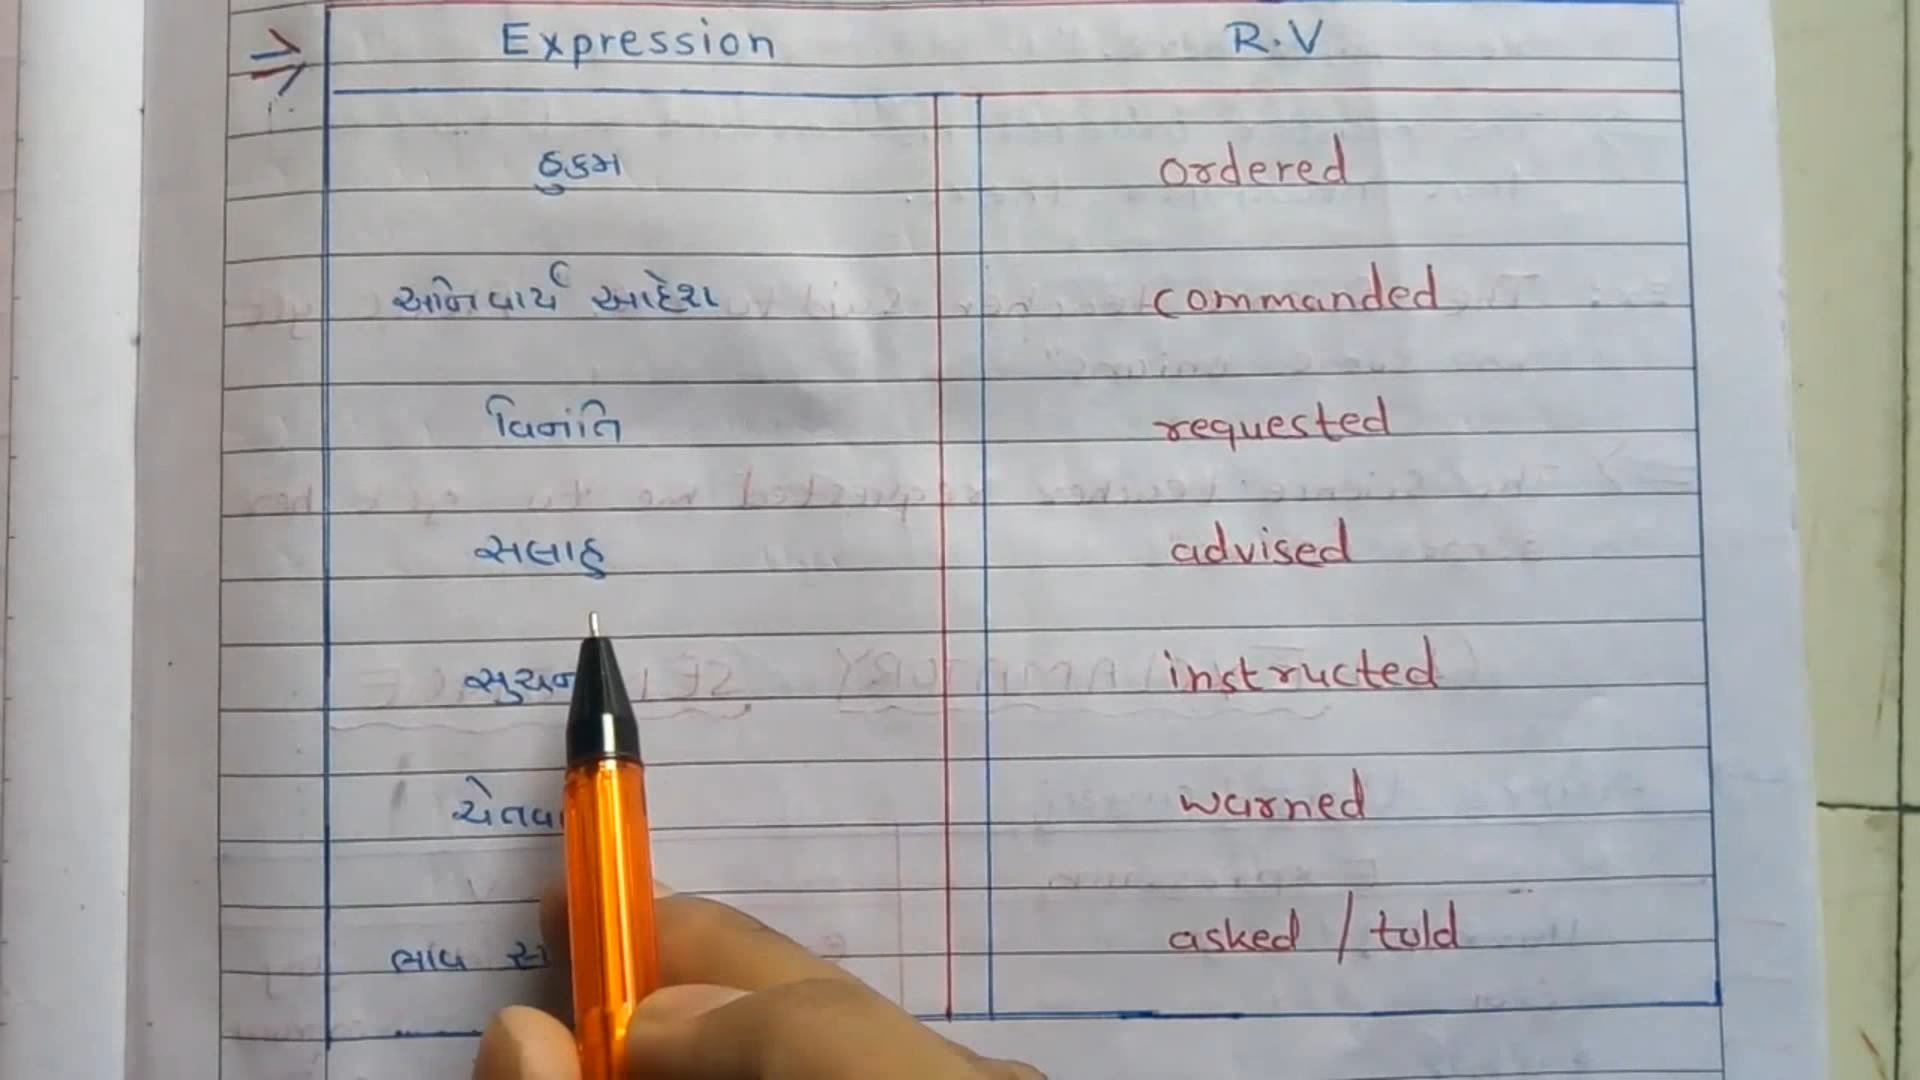 Expression R.V
હુકમ ordered
અનિવાર્ય આદેશ commanded
વિનંતિ requested
સલાહ advised
instructed
warned
ભાવ asked / told